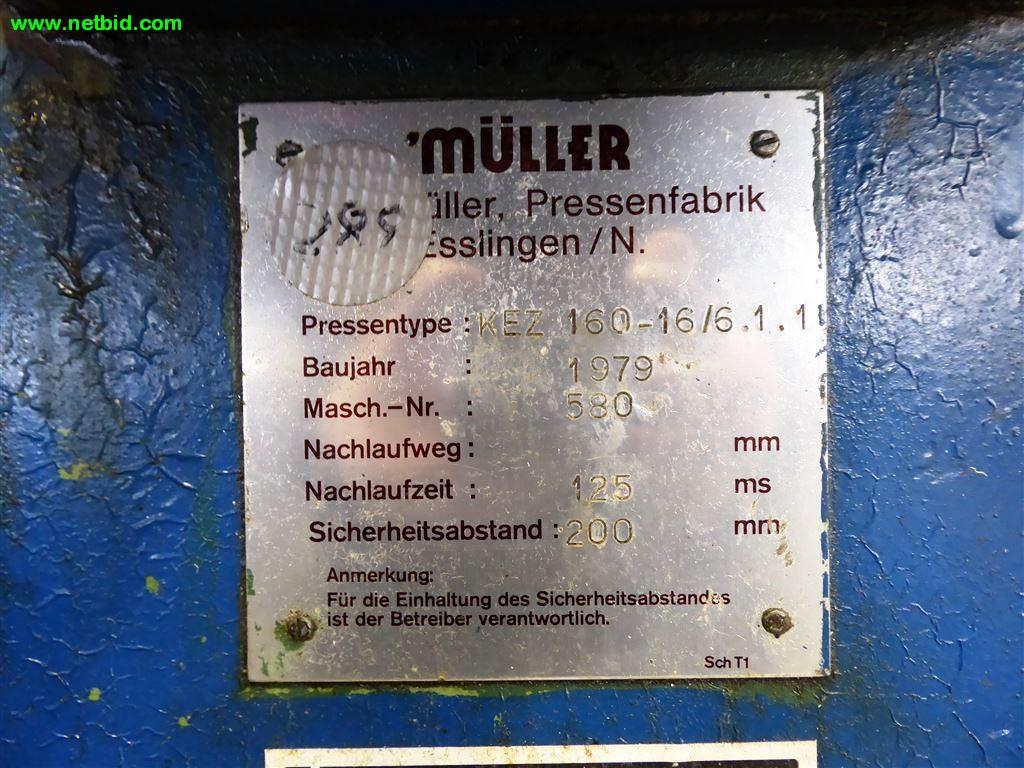 www.netbid.com
MÜLLER
üller, Pressenfabrik
Esslingen/N.
Pressentype: KEZ 160-16/6.1.1
Baujahr : 1979
Masch.-Nr. : 580
Nachlaufweg: mm
Nachlaufzeit : 125 ms
Sicherheitsabstand : 200 mm
Anmerkung:
Für die Einhaltung des Sicherheitsabstandes
ist der Betreiber verantwortlich.
Sch T1